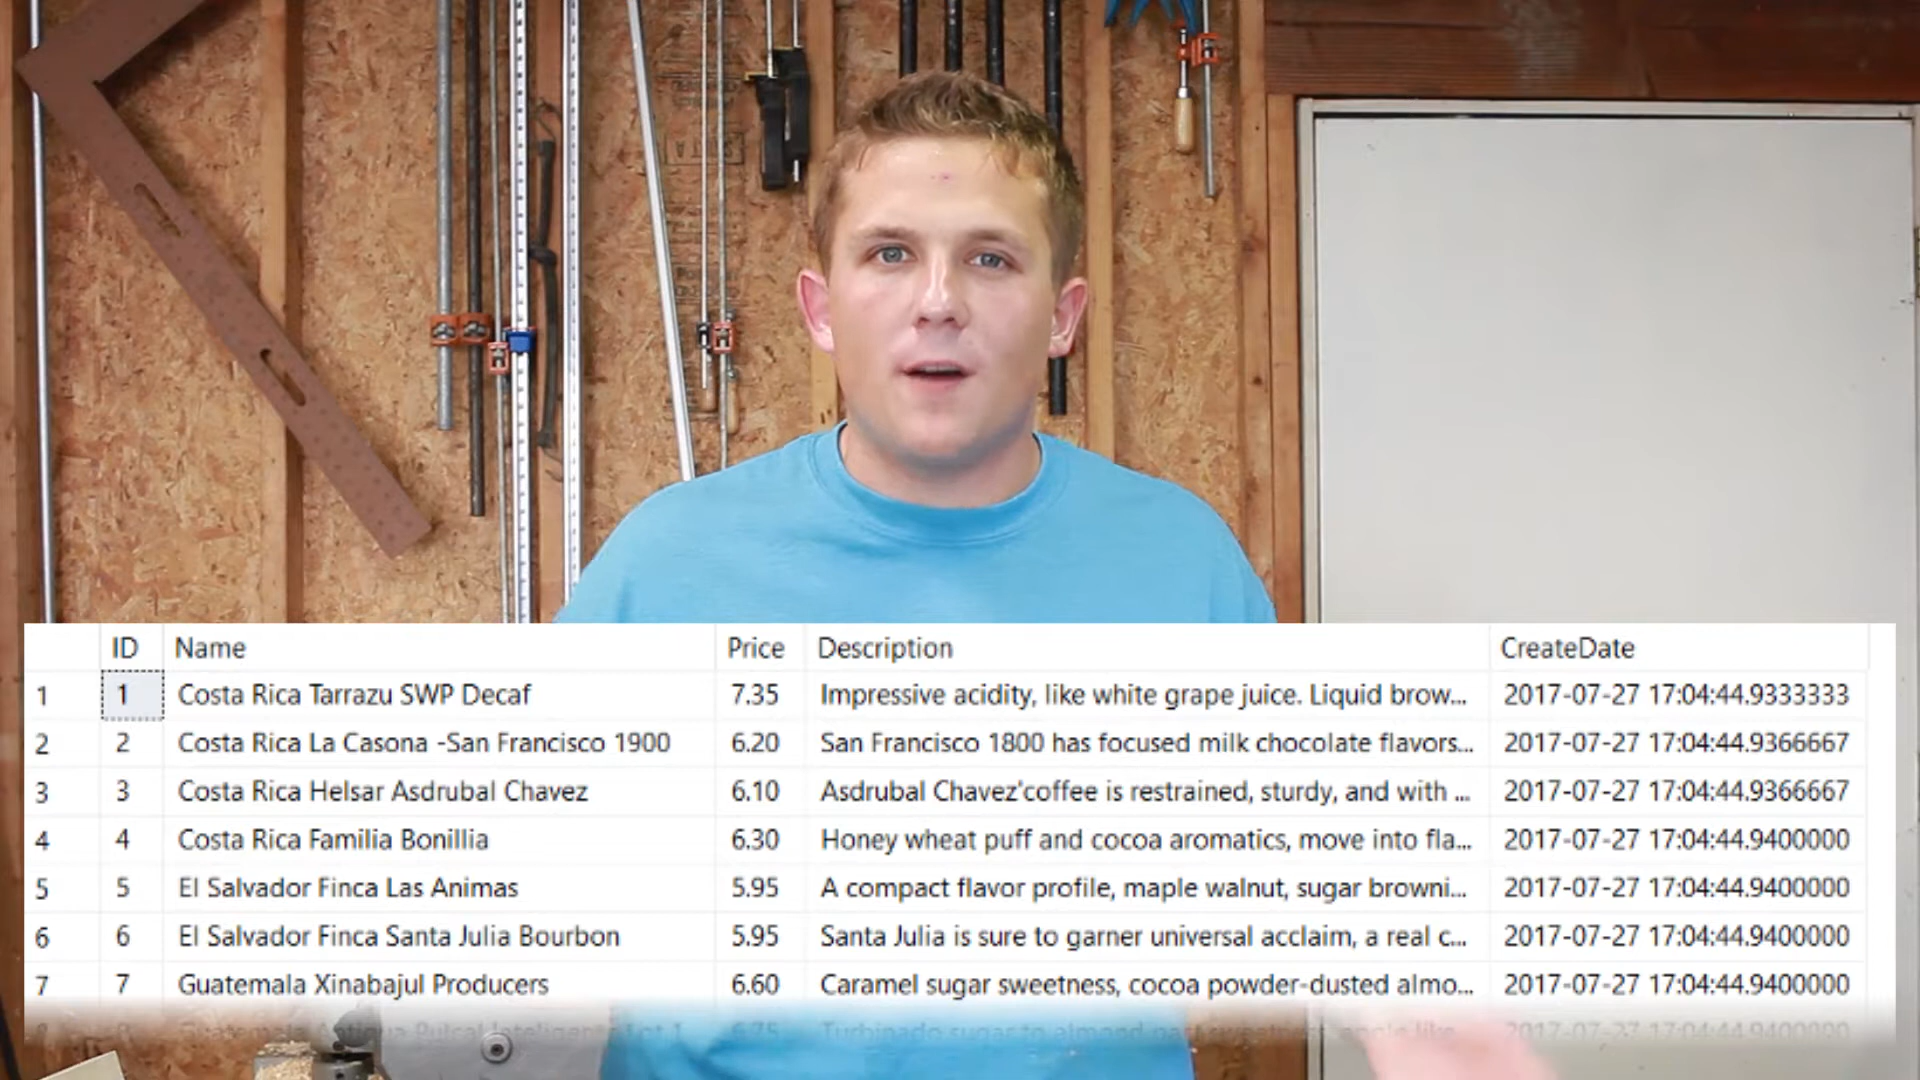 ID Name Price Description CreateDate
1 1 Costa Rica Tarrazu SWP Decaf 7.35 Impressive acidity, like white grape juice. Liquid brow... 2017-07-27 17:04:44.9333333
2 2 Costa Rica La Casona -San Francisco 1900 6.20 San Francisco 1800 has focused milk chocolate flavors... 2017-07-27 17:04:44.9366667
3 3 Costa Rica Helsar Asdrubal Chavez 6.10 Asdrubal Chavez'coffee is restrained, sturdy, and with ... 2017-07-27 17:04:44.9366667
4 4 Costa Rica Familia Bonillia 6.30 Honey wheat puff and cocoa aromatics, move into fla... 2017-07-27 17:04:44.9400000
5 5 El Salvador Finca Las Animas 5.95 A compact flavor profile, maple walnut, sugar browni... 2017-07-27 17:04:44.9400000
6 6 El Salvador Finca Santa Julia Bourbon 5.95 Santa Julia is sure to garner universal acclaim, a real c... 2017-07-27 17:04:44.9400000
7 7 Guatemala Xinabajul Producers 6.60 Caramel sugar sweetness, cocoa powder-dusted almo... 2017-07-27 17:04:44.9400000